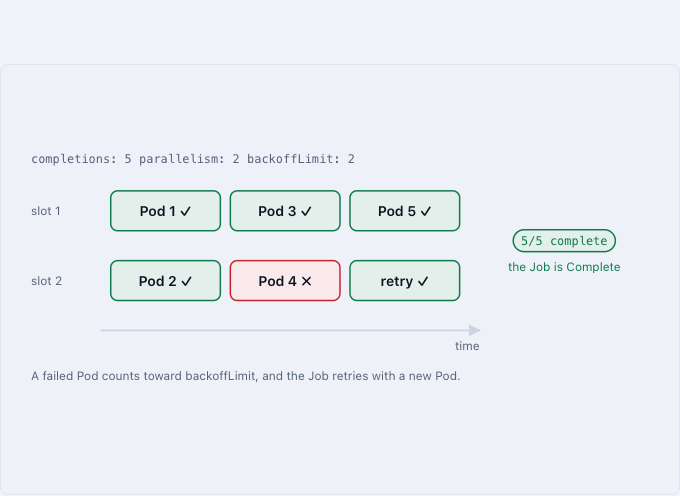 completions: 5 parallelism: 2 backoffLimit: 2
slot 1
Pod 1 ✓
Pod 3 ✓
Pod 5 ✓
5/5 complete
the Job is Complete
slot 2
Pod 2 ✓
Pod 4 ✕
retry ✓
time
A failed Pod counts toward backoffLimit, and the Job retries with a new Pod.